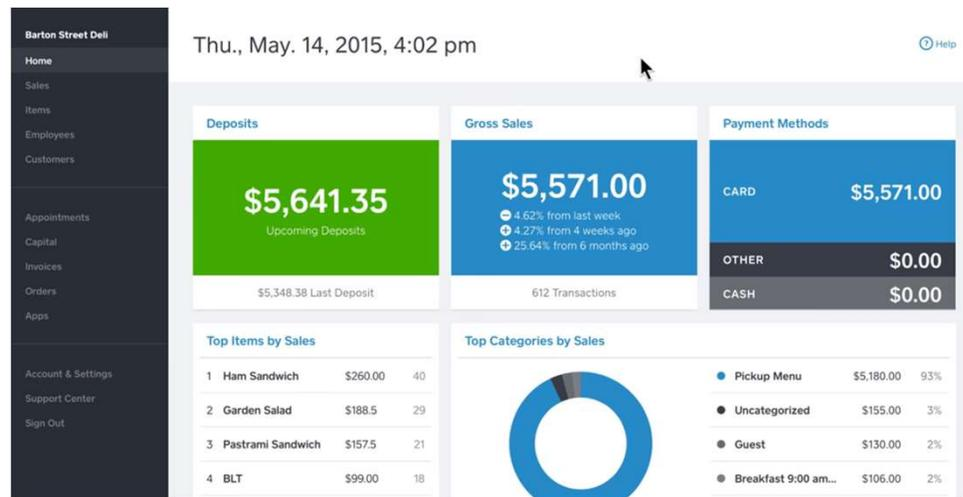 Barton Street Deli
Home
Sales
Items
Employees
Customers
Appointments
Capital
Invoices
Orders
Apps
Account & Settings
Support Center
Sign Out
Thu., May. 14, 2015, 4:02 pm
? Help
Deposits
$5,641.35
Upcoming Deposits
$5,348.38 Last Deposit
Gross Sales
$5,571.00
- 4.62% from last week
+ 4.27% from 4 weeks ago
+ 25.64% from 6 months ago
612 Transactions
Payment Methods
CARD $5,571.00
OTHER $0.00
CASH $0.00
Top Items by Sales
1 Ham Sandwich $260.00 40
2 Garden Salad $188.5 29
3 Pastrami Sandwich $157.5 21
4 BLT $99.00 18
Top Categories by Sales
Pickup Menu $5,180.00 93%
Uncategorized $155.00 3%
Guest $130.00 2%
Breakfast 9:00 am... $106.00 2%